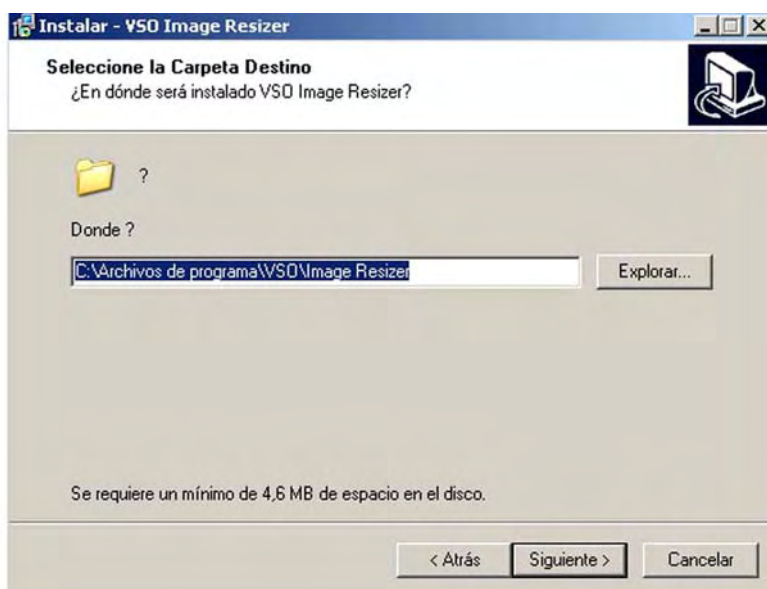 Instalar - VSO Image Resizer
Seleccione la Carpeta Destino
¿En dónde será instalado VSO Image Resizer?
?
Donde ?
C:\Archivos de programa\VSO\Image Resizer
Explorar...
Se requiere un mínimo de 4,6 MB de espacio en el disco.
< Atrás
Siguiente >
Cancelar